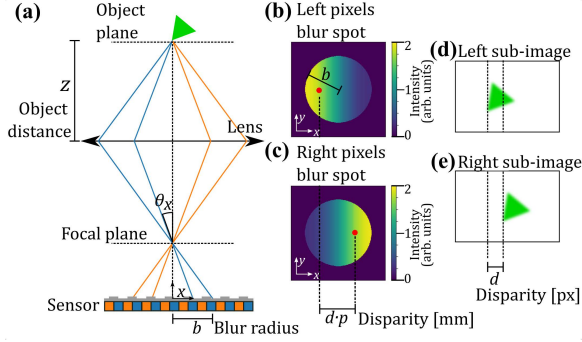 (a)
Object
plane
z
Object
distance
Lens
θx
Focal plane
x
Sensor
b
Blur radius
(b)
Left pixels
blur spot
b
y
x
2
1
0
Intensity
(arb. units)
(c)
Right pixels
blur spot
y
x
2
1
0
Intensity
(arb. units)
d·p
Disparity [mm]
(d)
Left sub-image
(e)
Right sub-image
d
Disparity [px]